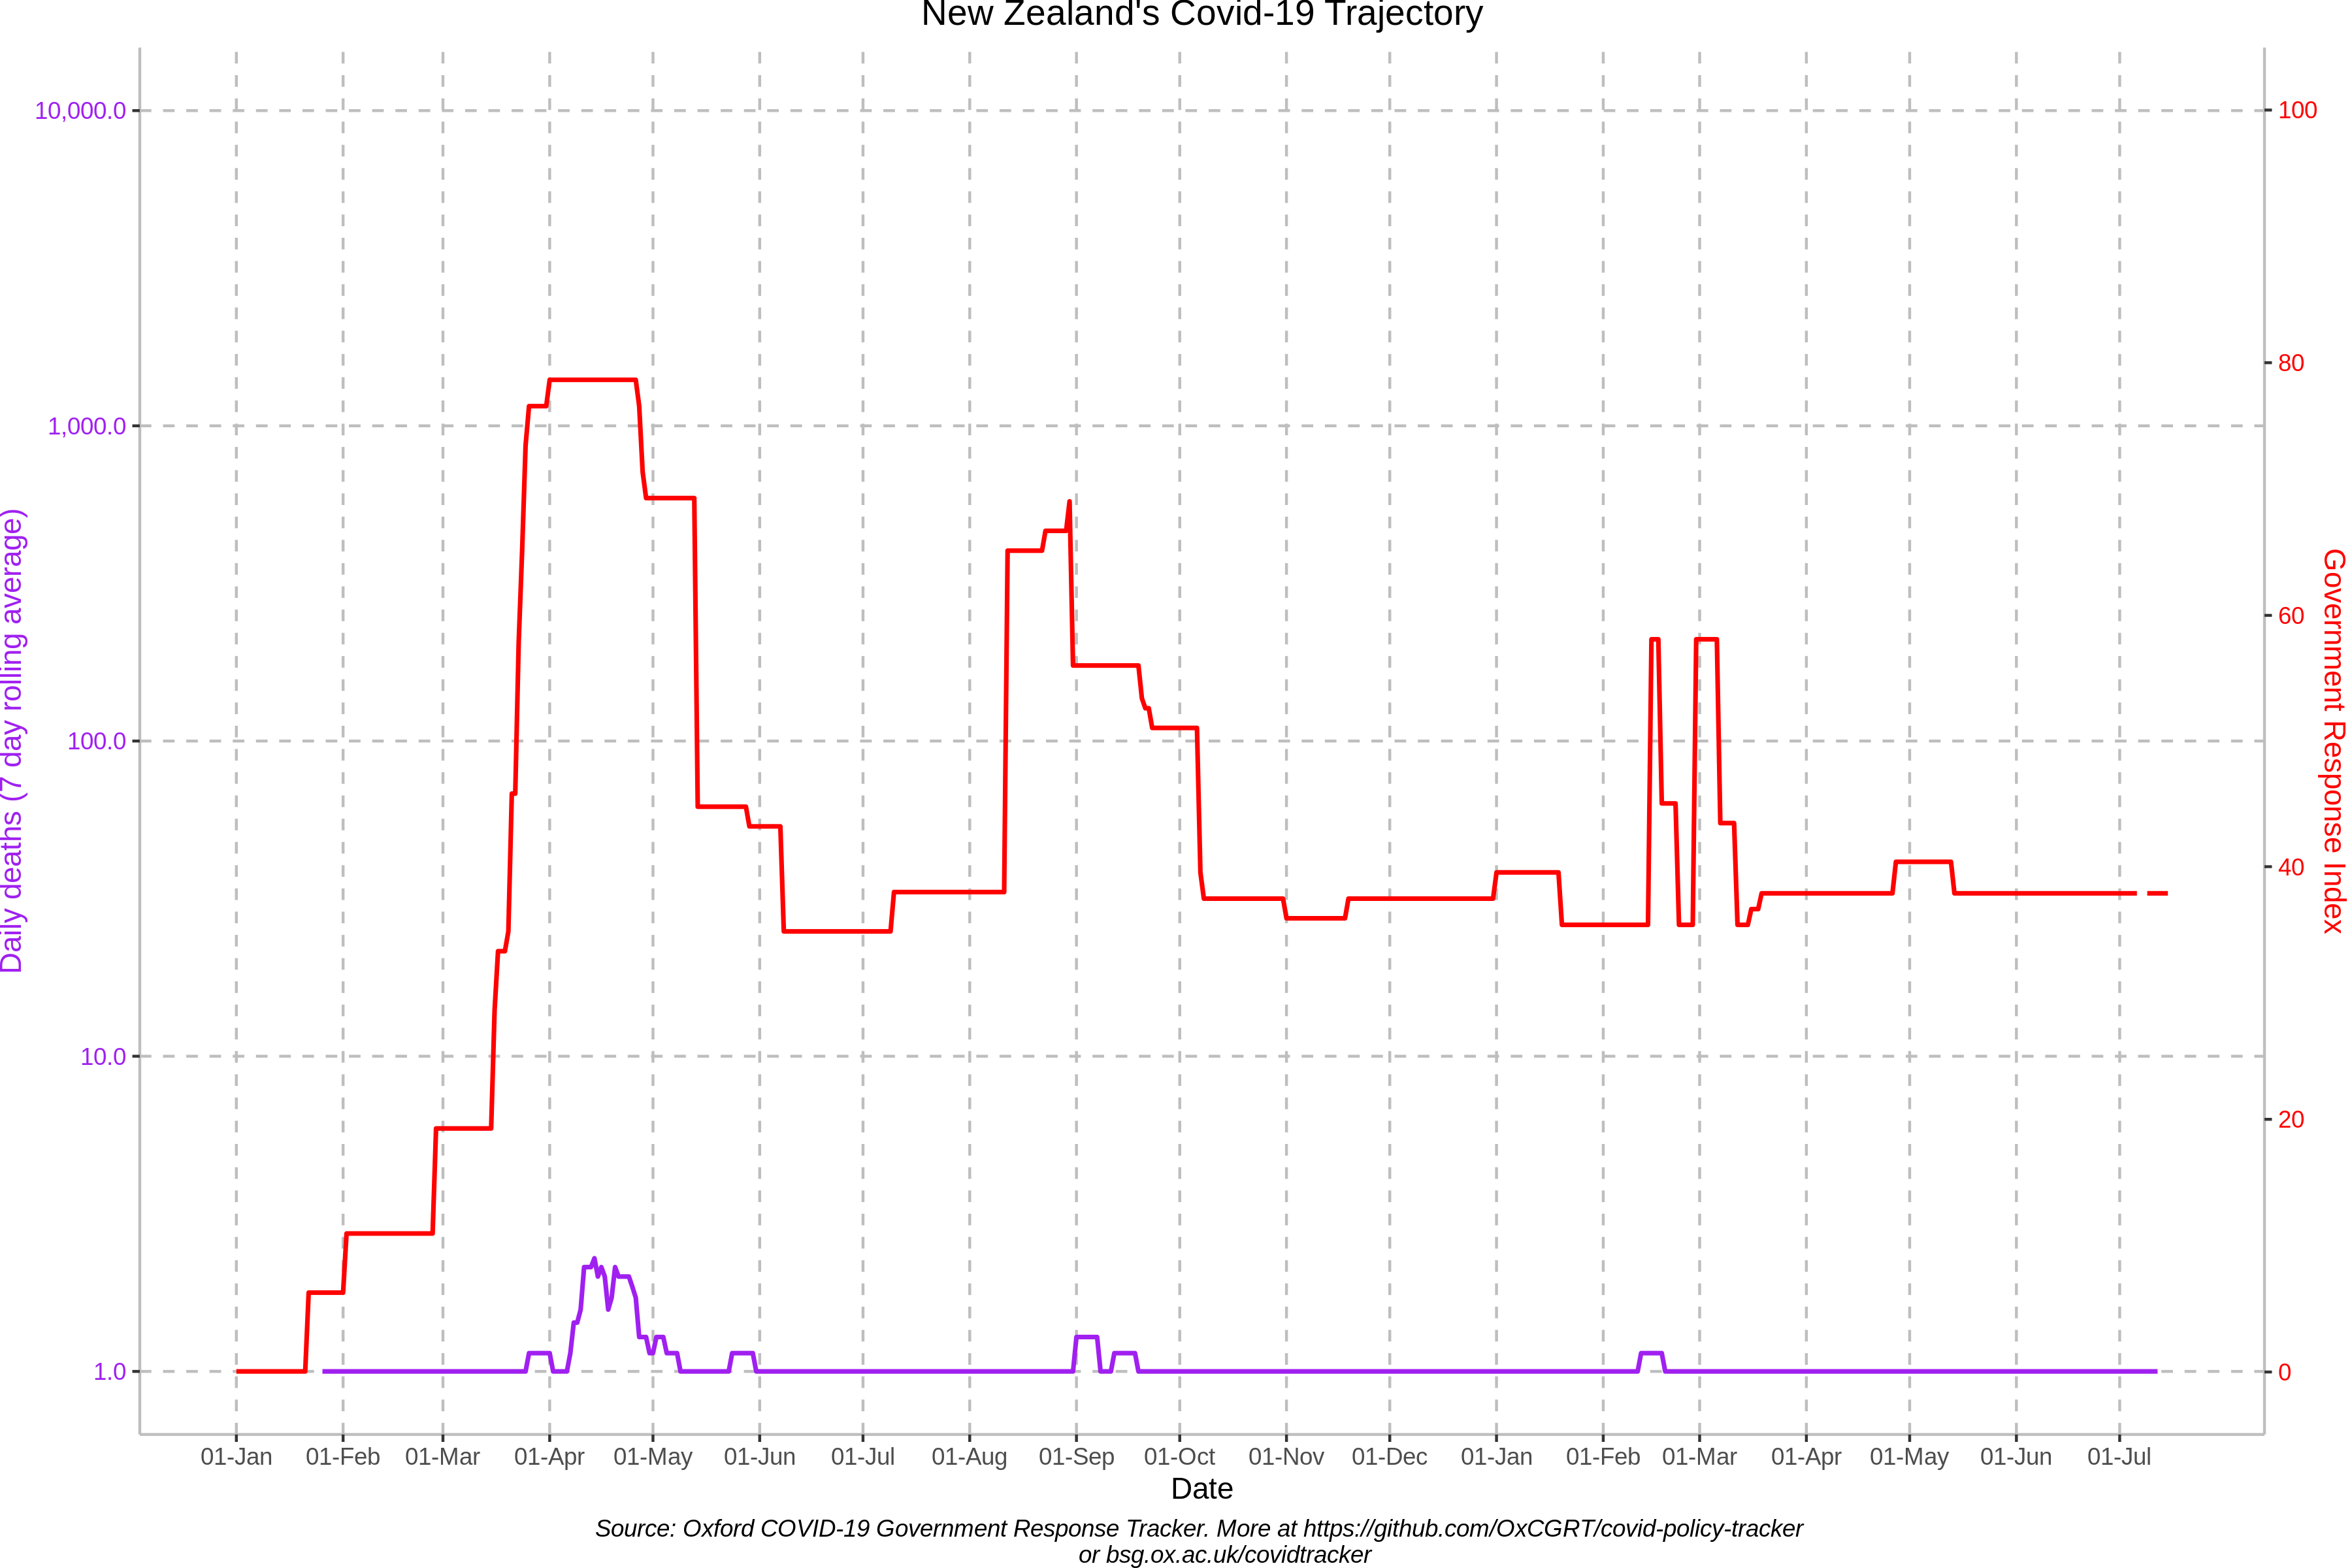 New Zealand's Covid-19 Trajectory
10,000.0
1,000.0
100.0
10.0
1.0
Daily deaths (7 day rolling average)
100
80
60
40
20
0
Government Response Index
01-Jan 01-Feb 01-Mar 01-Apr 01-May 01-Jun 01-Jul 01-Aug 01-Sep 01-Oct 01-Nov 01-Dec 01-Jan 01-Feb 01-Mar 01-Apr 01-May 01-Jun 01-Jul
Date
Source: Oxford COVID-19 Government Response Tracker. More at https://github.com/OxCGRT/covid-policy-tracker
or bsg.ox.ac.uk/covidtracker